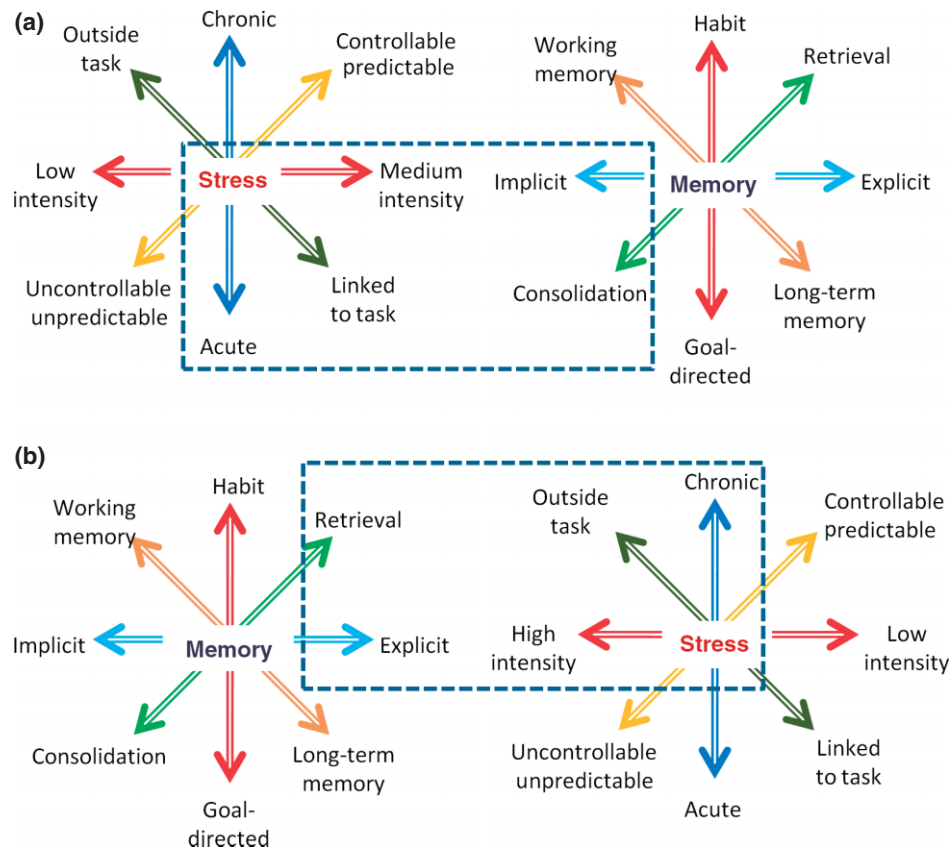 (a)
Chronic
Outside
task
Controllable
predictable
Low
intensity
Stress
Medium
intensity
Uncontrollable
unpredictable
Linked
to task
Acute
Habit
Working
memory
Retrieval
Implicit
Memory
Explicit
Consolidation
Long-term
memory
Goal-
directed
(b)
Habit
Working
memory
Retrieval
Implicit
Memory
Explicit
Consolidation
Long-term
memory
Goal-
directed
Chronic
Outside
task
Controllable
predictable
High
intensity
Stress
Low
intensity
Uncontrollable
unpredictable
Linked
to task
Acute